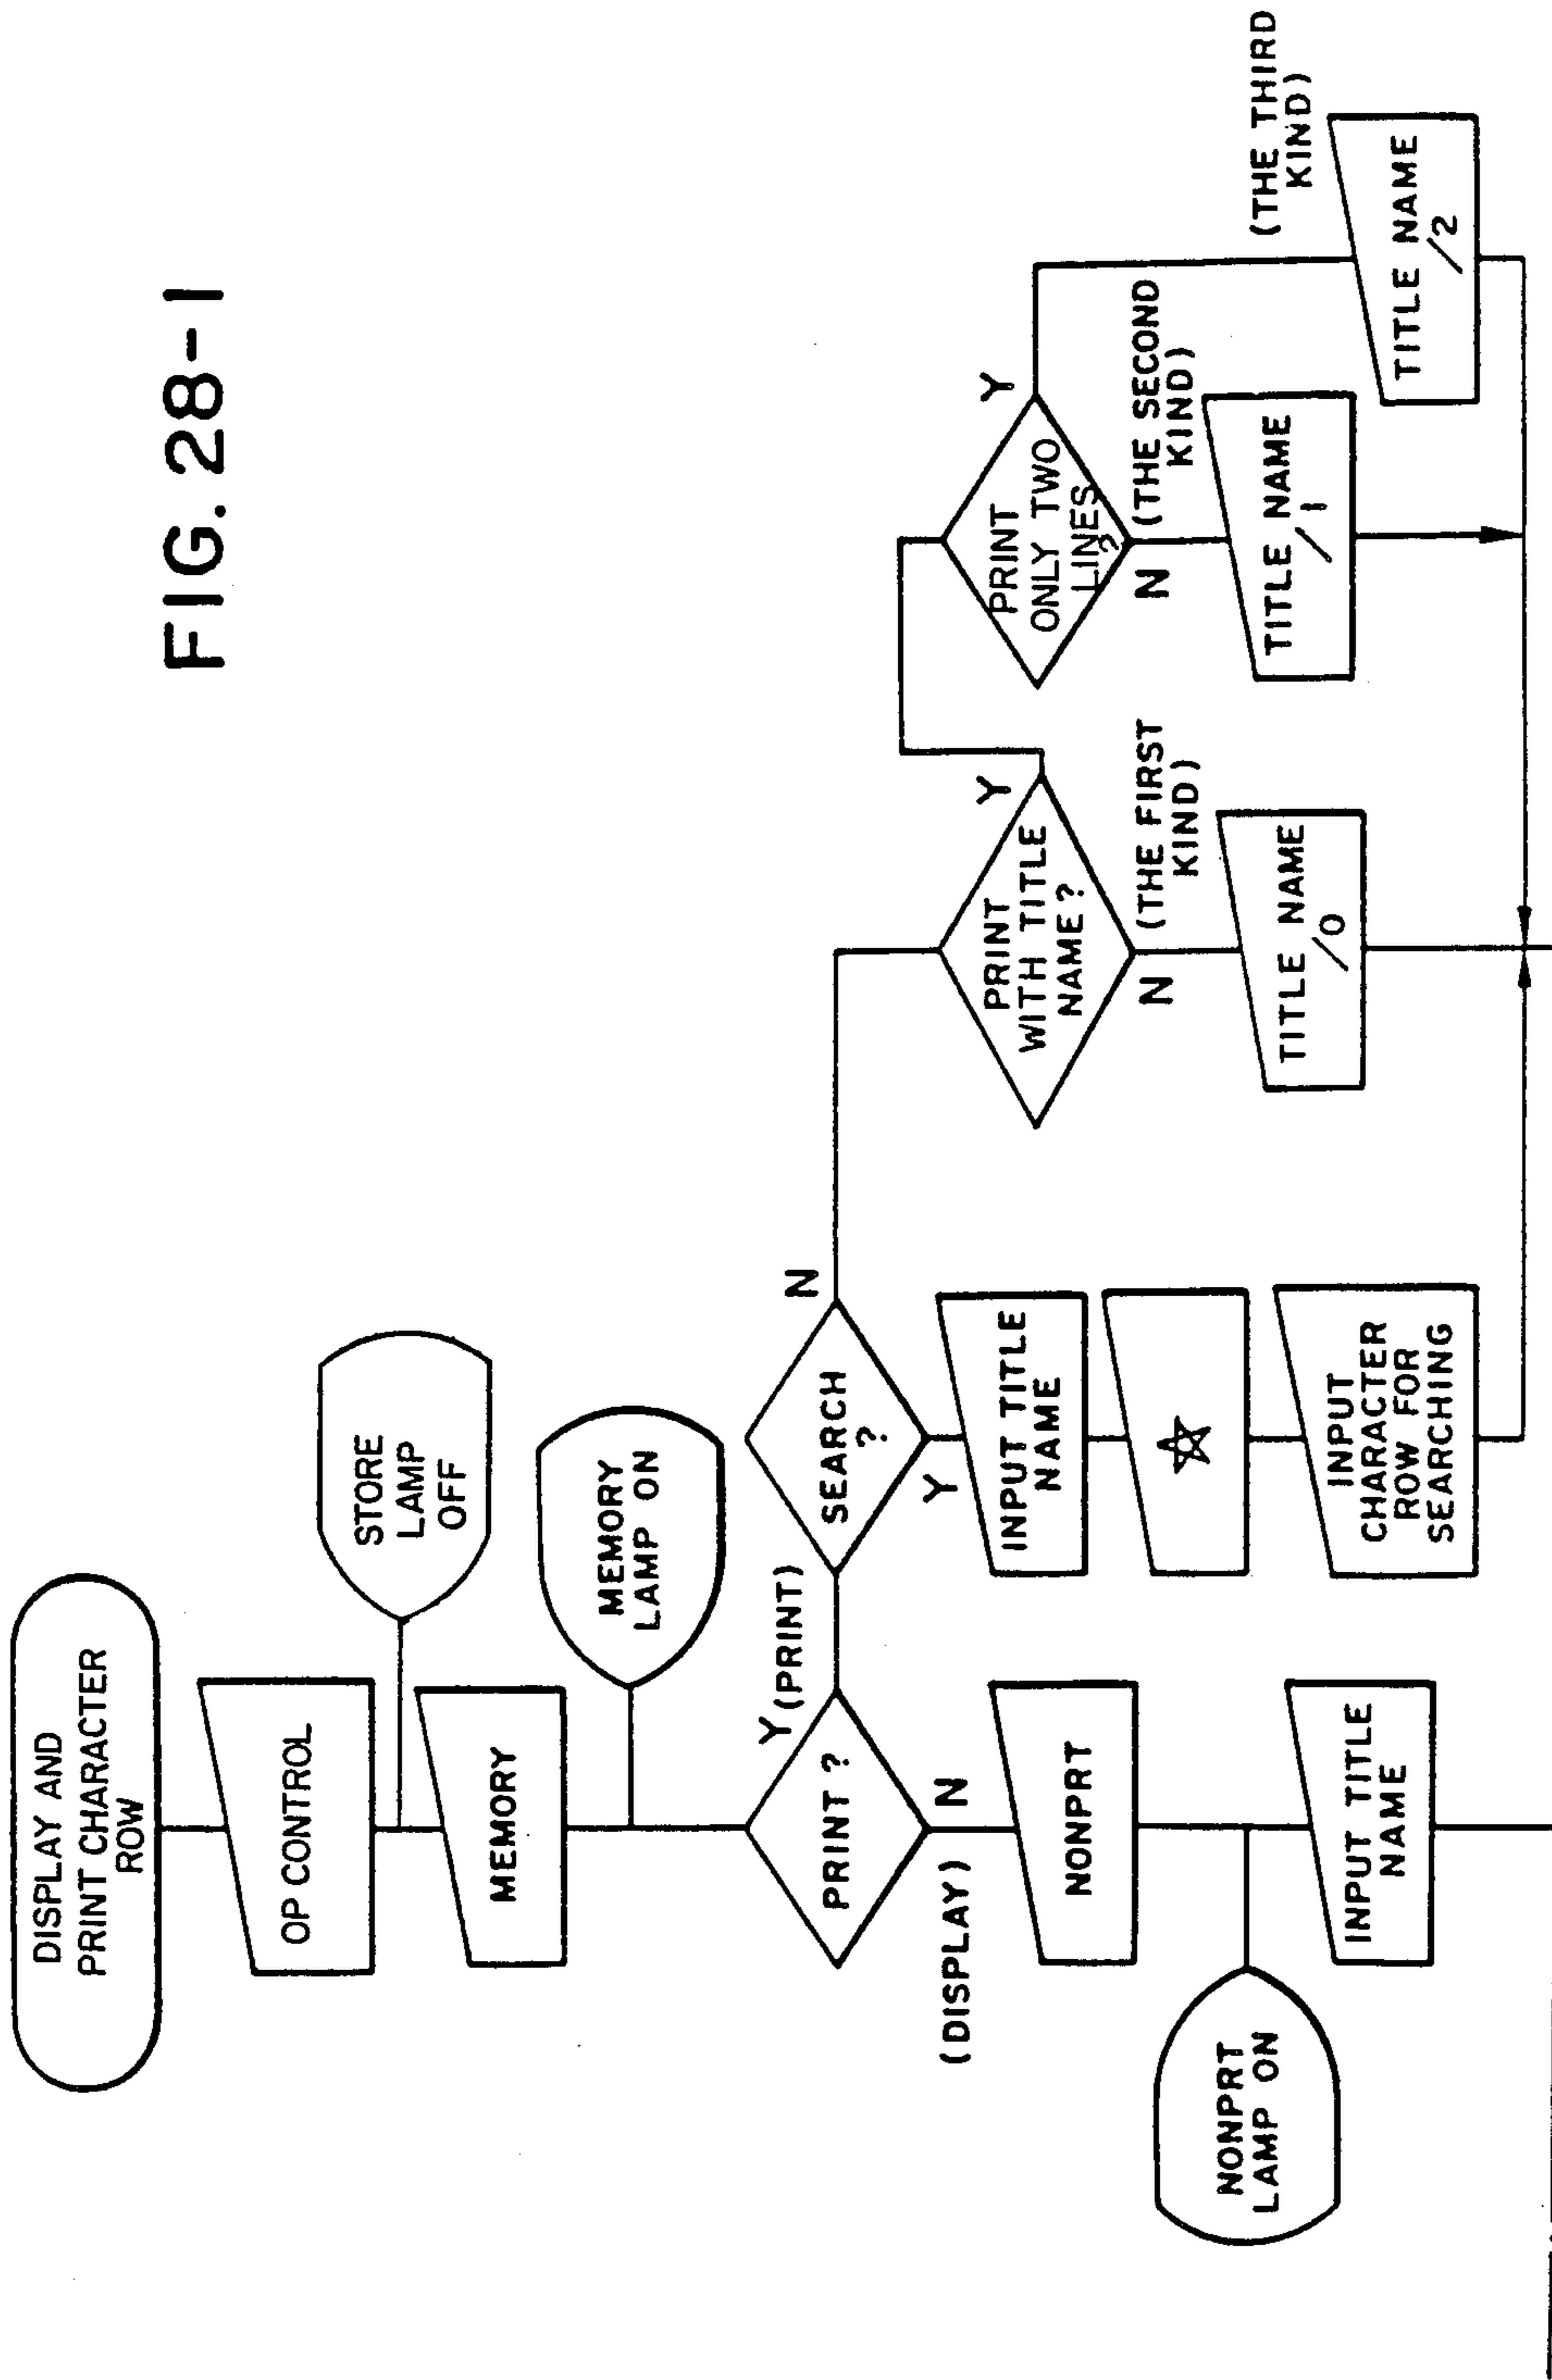 FIG. 28-1
DISPLAY AND
PRINT CHARACTER
ROW
OP CONTROL
STORE
LAMP
OFF
MEMORY
MEMORY
LAMP ON
PRINT ?
Y (PRINT)
N
(DISPLAY)
NONPRT
NONPRT
LAMP ON
INPUT TITLE
NAME
SEARCH
?
N
Y
INPUT TITLE
NAME
☆
INPUT
CHARACTER
ROW FOR
SEARCHING
PRINT
WITH TITLE
NAME ?
Y
N
(THE FIRST
KIND)
TITLE NAME
/0
PRINT
ONLY TWO
LINES
?
Y
N
(THE SECOND
KIND)
TITLE NAME
/1
(THE THIRD
KIND)
TITLE NAME
/2